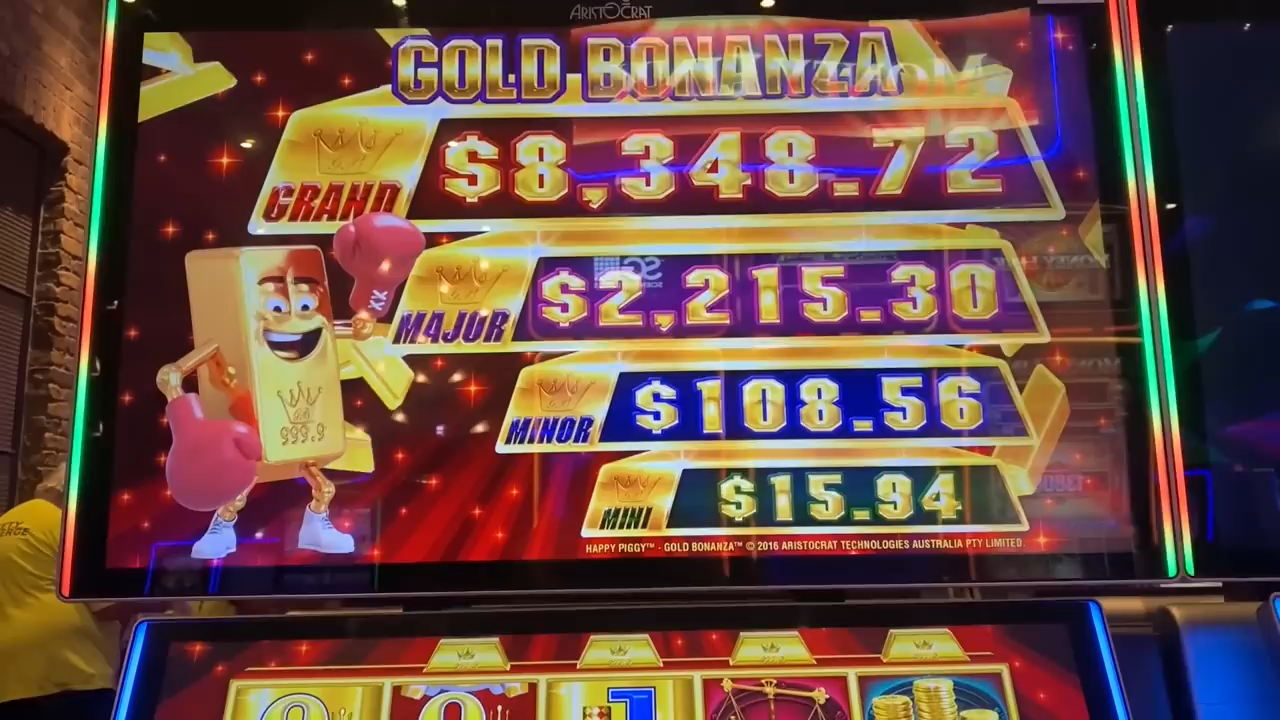 ARISTOCRAT
GOLD BONANZA
GRAND $8,348.72
MAJOR $2,215.30
MINOR $108.56
MINI $15.94
999.9
HAPPY PIGGY™ - GOLD BONANZA™ © 2016 ARISTOCRAT TECHNOLOGIES AUSTRALIA PTY LIMITED.